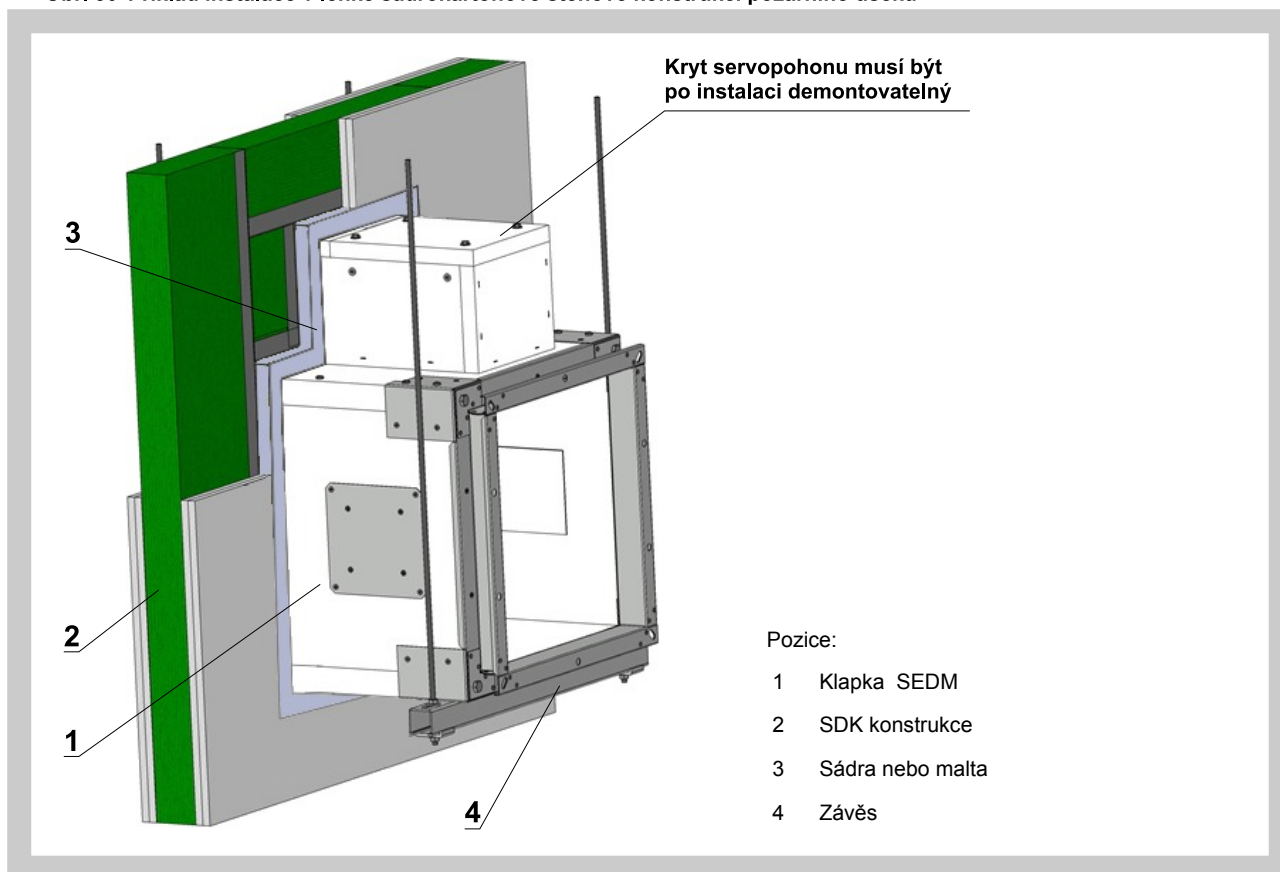 Kryt servopohonu musí být
po instalaci demontovatelný
3
2
1
4
Pozice:
1 Klapka SEDM
2 SDK konstrukce
3 Sádra nebo malta
4 Závěs